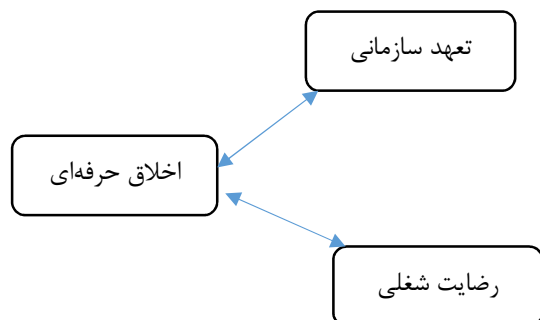 تعهد سازمانی
اخلاق حرفه‌ای
رضایت شغلی